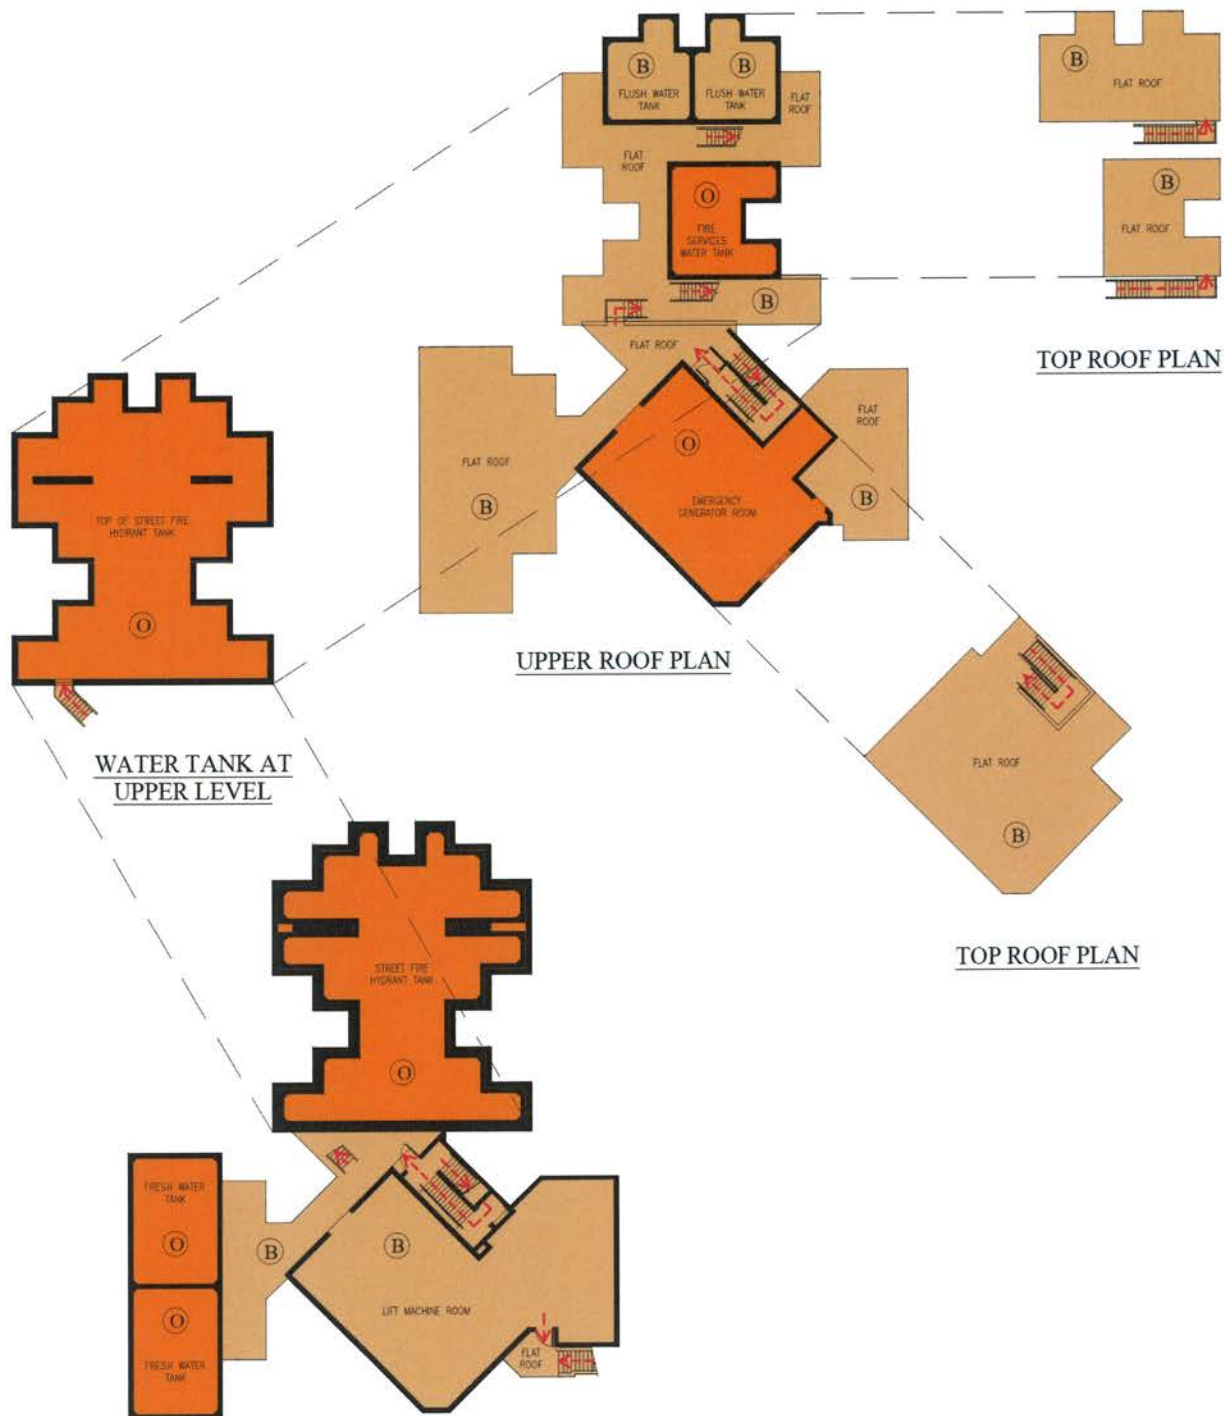 B
B
FLUSH WATER
TANK
FLUSH WATER
TANK
FLAT
ROOF
FLAT
ROOF
O
FIRE
SERVICES
WATER TANK
B
B
FLAT ROOF
B
FLAT ROOF
TOP ROOF PLAN
FLAT ROOF
FLAT ROOF
B
O
EMERGENCY
GENERATOR ROOM
FLAT
ROOF
B
UPPER ROOF PLAN
TOP OF STREET FIRE
HYDRANT TANK
O
WATER TANK AT
UPPER LEVEL
FLAT ROOF
B
TOP ROOF PLAN
STREET FIRE
HYDRANT TANK
O
FRESH WATER
TANK
O
O
FRESH WATER
TANK
B
B
LIFT MACHINE ROOM
FLAT
ROOF